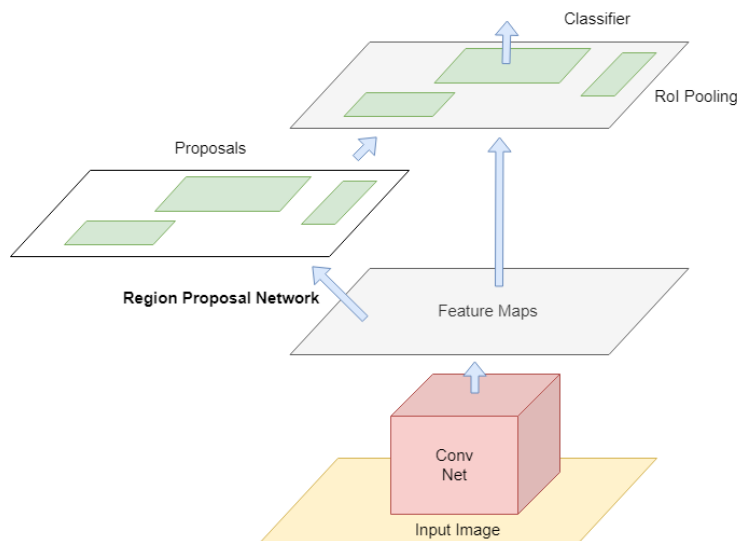 Classifier
RoI Pooling
Proposals
Region Proposal Network
Feature Maps
Conv
Net
Input Image